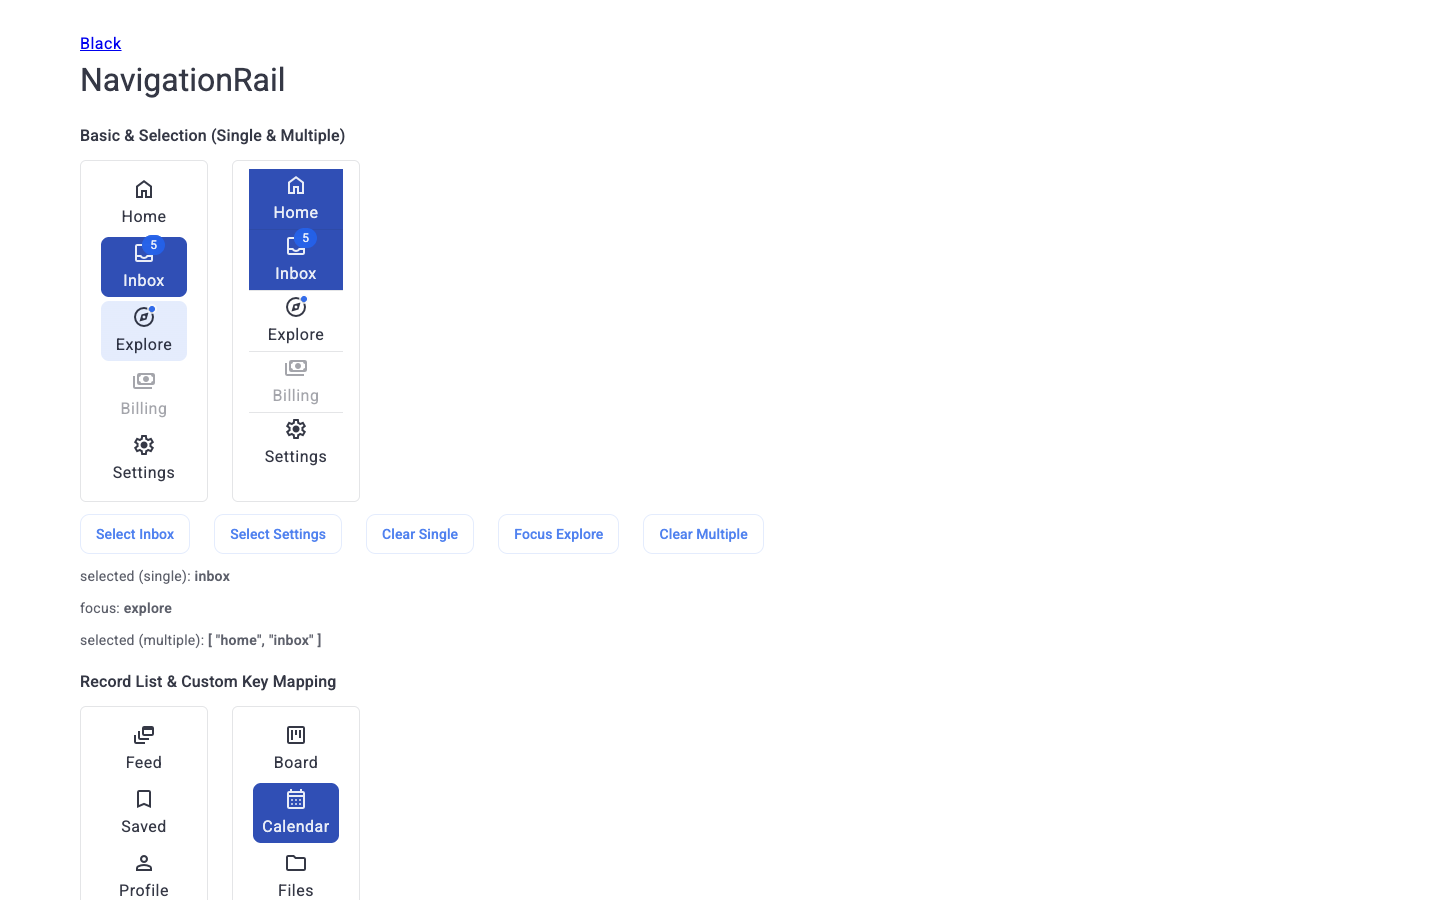 Black
NavigationRail
Basic & Selection (Single & Multiple)
Home
5
Inbox
Explore
Billing
Settings
Home
5
Inbox
Explore
Billing
Settings
Select Inbox
Select Settings
Clear Single
Focus Explore
Clear Multiple
selected (single): inbox
focus: explore
selected (multiple): [ "home", "inbox" ]
Record List & Custom Key Mapping
Feed
Saved
Profile
Board
Calendar
Files